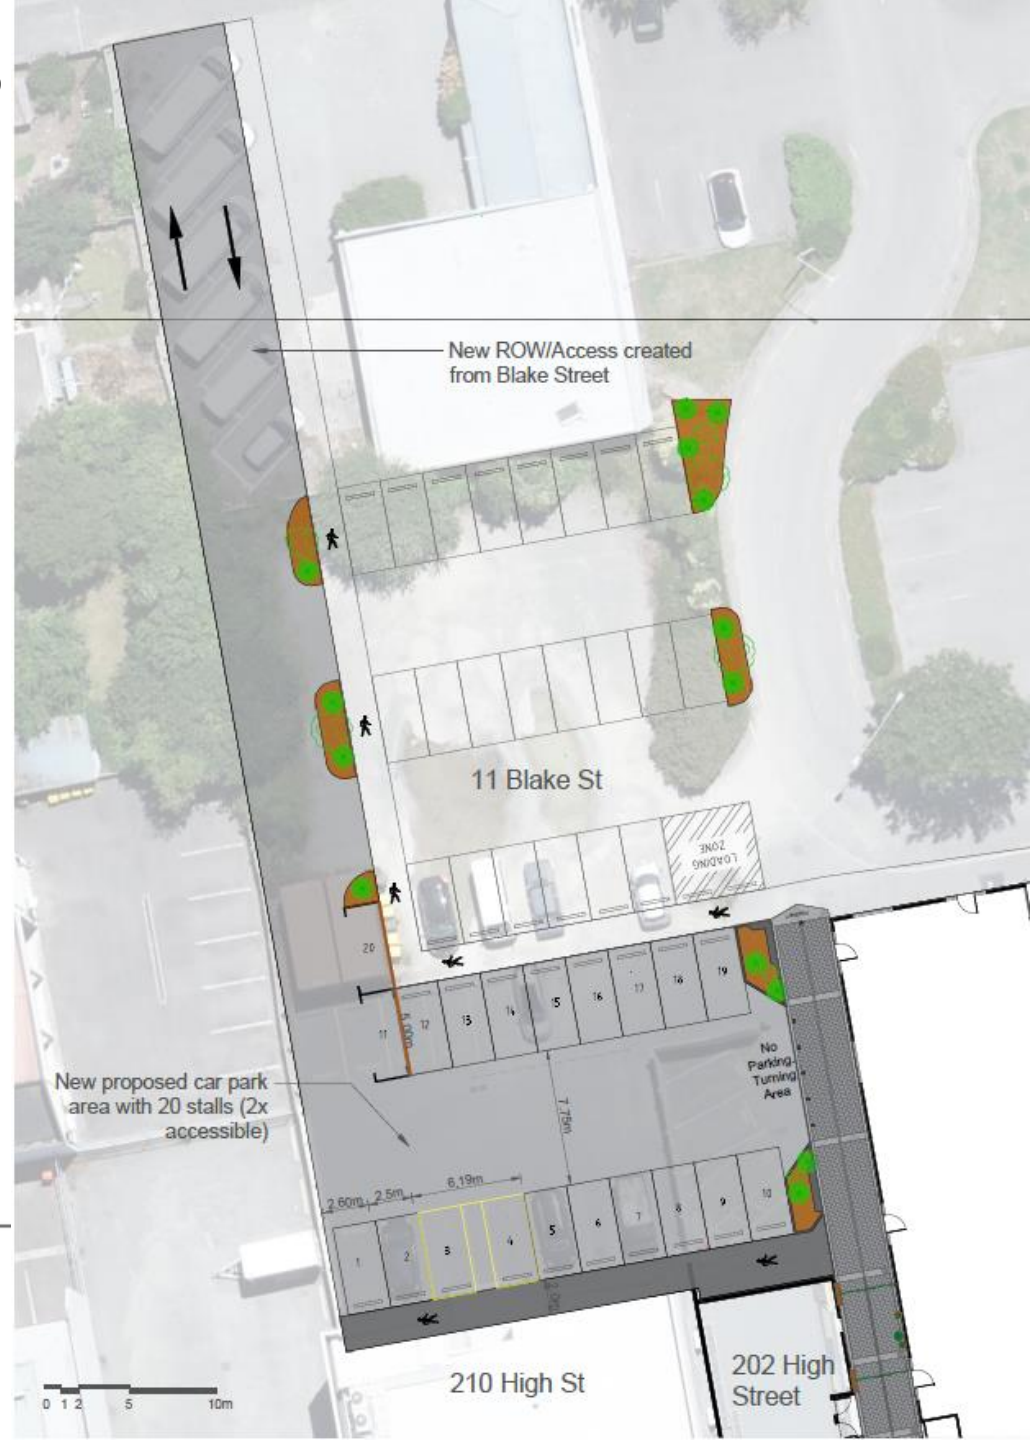 New ROW/Access created
from Blake Street
11 Blake St
LOADING
ZONE
20
11
12
13
14
15
16
17
18
19
5.00m
No
Parking.
Turning
Area
New proposed car park
area with 20 stalls (2x
accessible)
7.75m
2.60m
2.5m
6.19m
1
2
3
4
5
6
7
8
9
10
210 High St
202 High
Street
0 1 2 5 10m